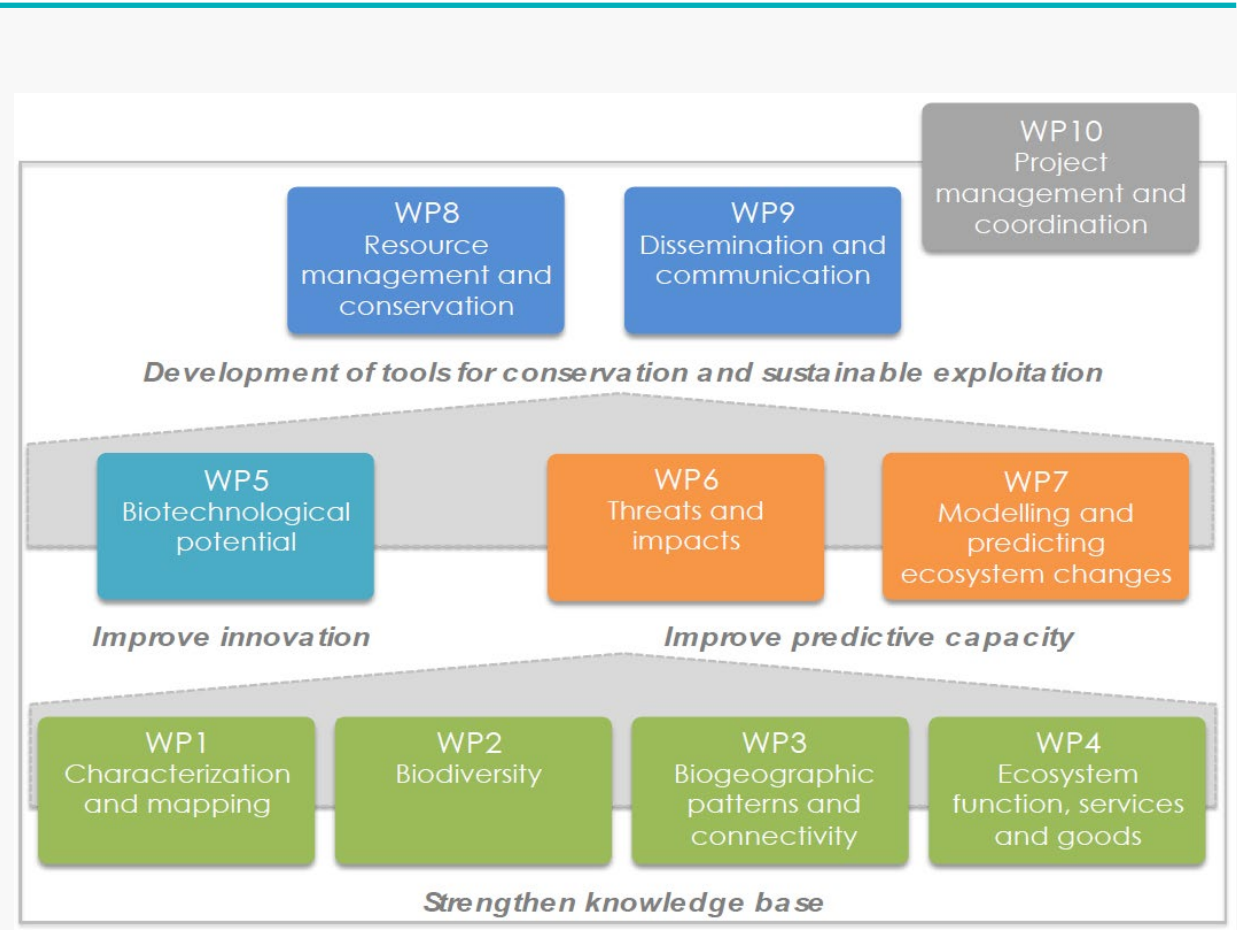 WP10
Project
management and
coordination
WP8
Resource
management and
conservation
WP9
Dissemination and
communication
Development of tools for conservation and sustainable exploitation
WP5
Biotechnological
potential
WP6
Threats and
impacts
WP7
Modelling and
predicting
ecosystem changes
Improve innovation
Improve predictive capacity
WP1
Characterization
and mapping
WP2
Biodiversity
WP3
Biogeographic
patterns and
connectivity
WP4
Ecosystem
function, services
and goods
Strengthen knowledge base